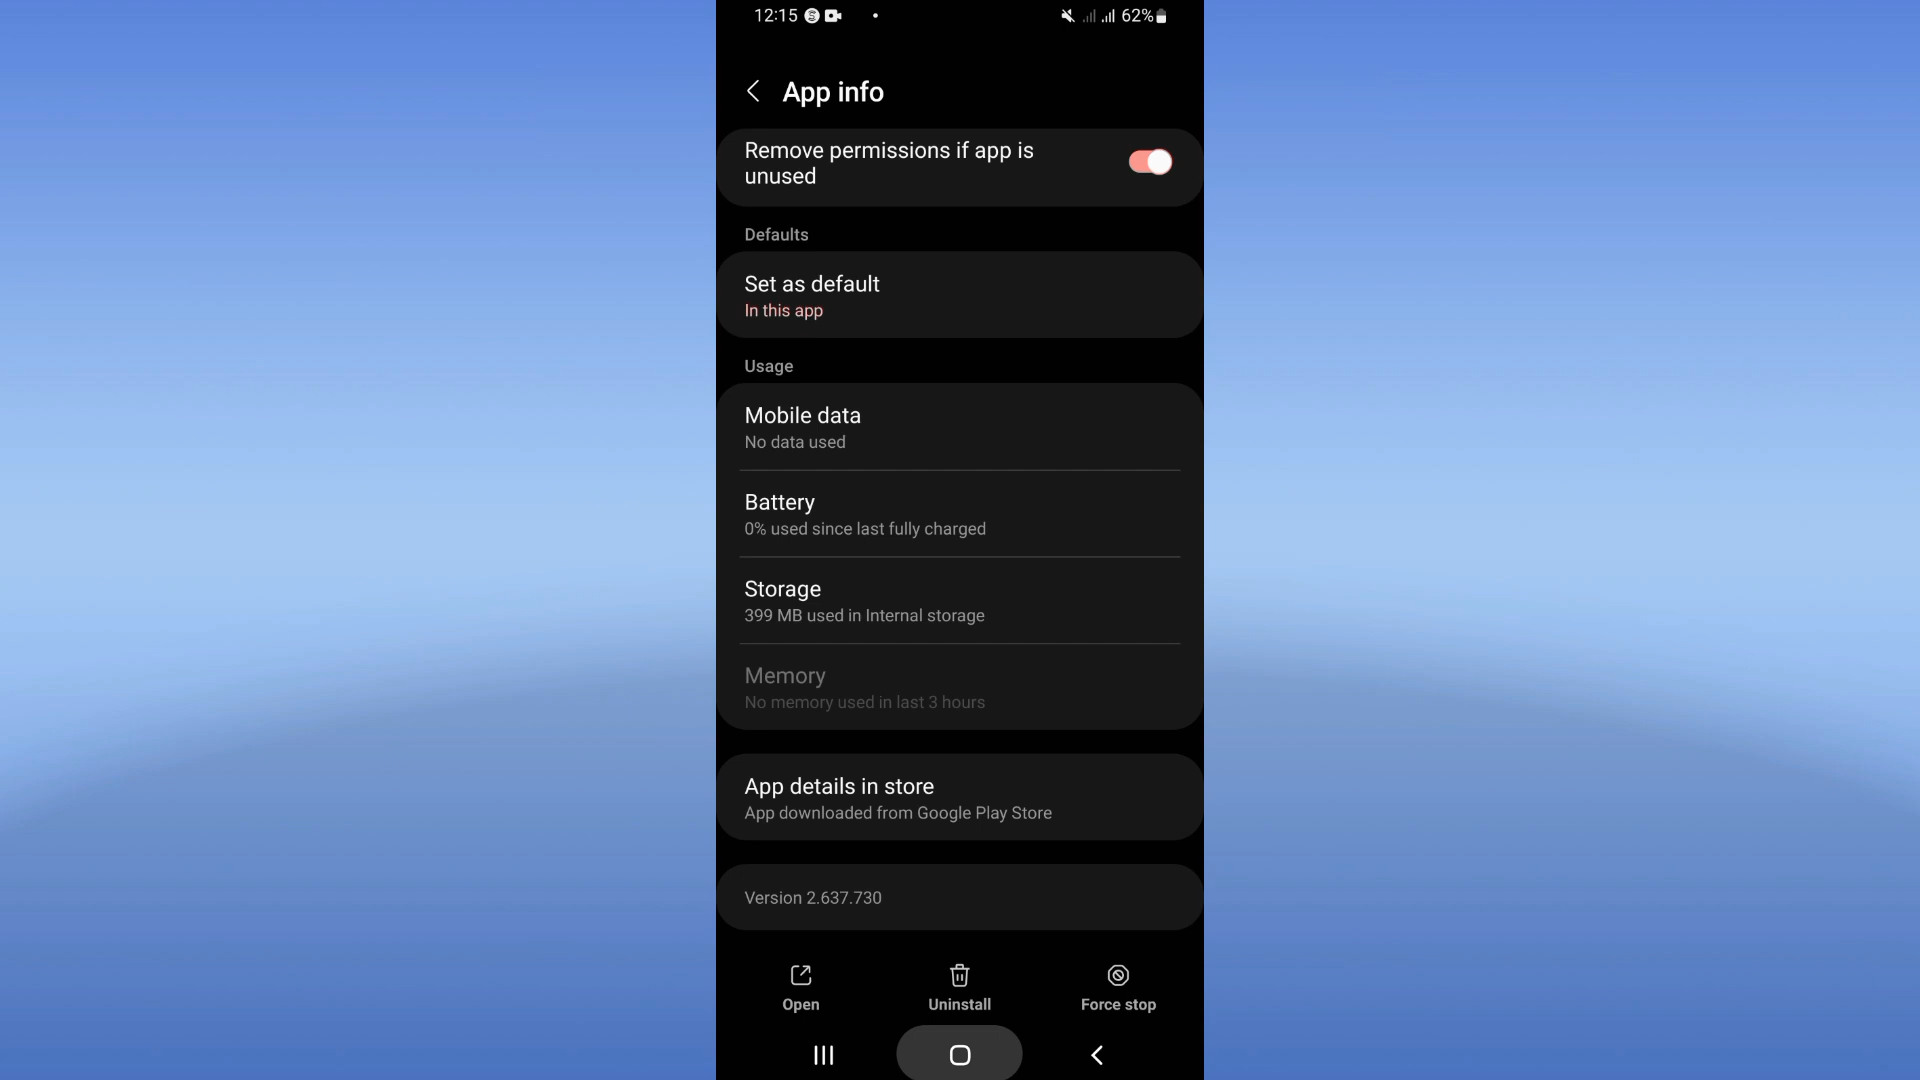 12:15
62%
App info
Remove permissions if app is
unused
Defaults
Set as default
In this app
Usage
Mobile data
No data used
Battery
0% used since last fully charged
Storage
399 MB used in Internal storage
Memory
No memory used in last 3 hours
App details in store
App downloaded from Google Play Store
Version 2.637.730
Open
Uninstall
Force stop